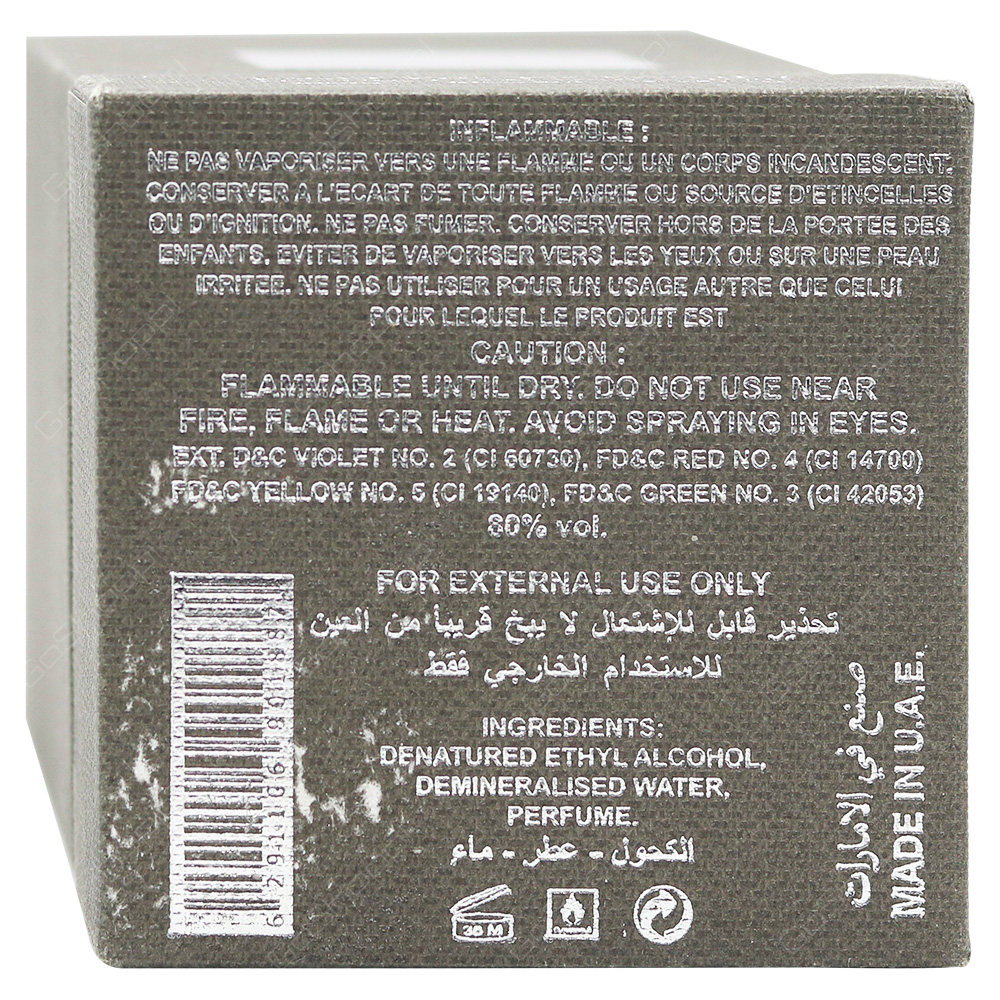 INFLAMMABLE :
NE PAS VAPORISER VERS UNE FLAMME OU UN CORPS INCANDESCENT.
CONSERVER A L'ECART DE TOUTE FLAMME OU SOURCE D'ETINCELLES
OU D'IGNITION. NE PAS FUMER. CONSERVER HORS DE LA PORTEE DES
ENFANTS. EVITER DE VAPORISER VERS LES YEUX OU SUR UNE PEAU
IRRITEE. NE PAS UTILISER POUR UN USAGE AUTRE QUE CELUI
POUR LEQUEL LE PRODUIT EST
CAUTION :
FLAMMABLE UNTIL DRY. DO NOT USE NEAR
FIRE, FLAME OR HEAT. AVOID SPRAYING IN EYES.
EXT. D&C VIOLET NO. 2 (CI 60730), FD&C RED NO. 4 (CI 14700)
FD&C YELLOW NO. 5 (CI 19140), FD&C GREEN NO. 3 (CI 42053)
80% vol.
FOR EXTERNAL USE ONLY
تحذير قابل للإشتعال لا يبخ قريباً من العين
للاستخدام الخارجي فقط
INGREDIENTS:
DENATURED ETHYL ALCOHOL,
DEMINERALISED WATER,
PERFUME.
الكحول - عطر - ماء
36 M
صنع في الامارات
MADE IN U.A.E.